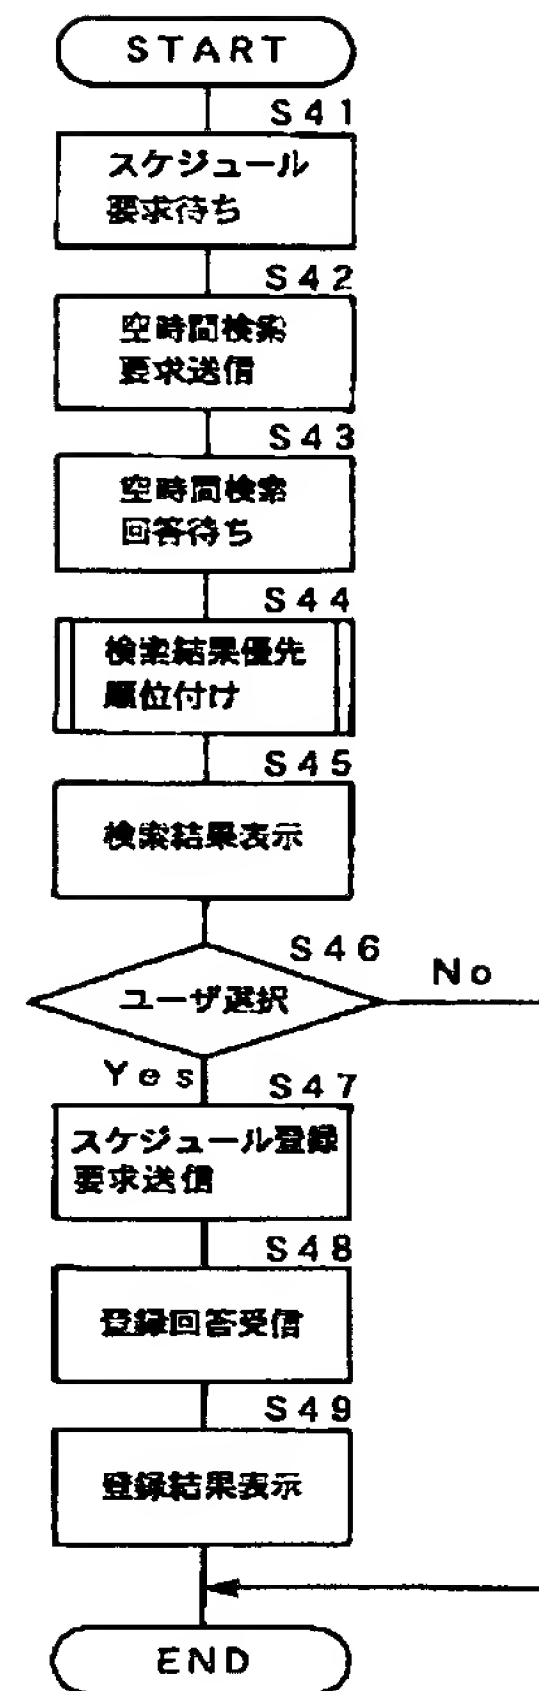 START
S41
スケジュール
要求待ち
S42
空時間検索
要求送信
S43
空時間検索
回答待ち
S44
検索結果優先
順位付け
S45
検索結果表示
S46
ユーザ選択
No
Yes
S47
スケジュール登録
要求送信
S48
登録回答受信
S49
登録結果表示
END